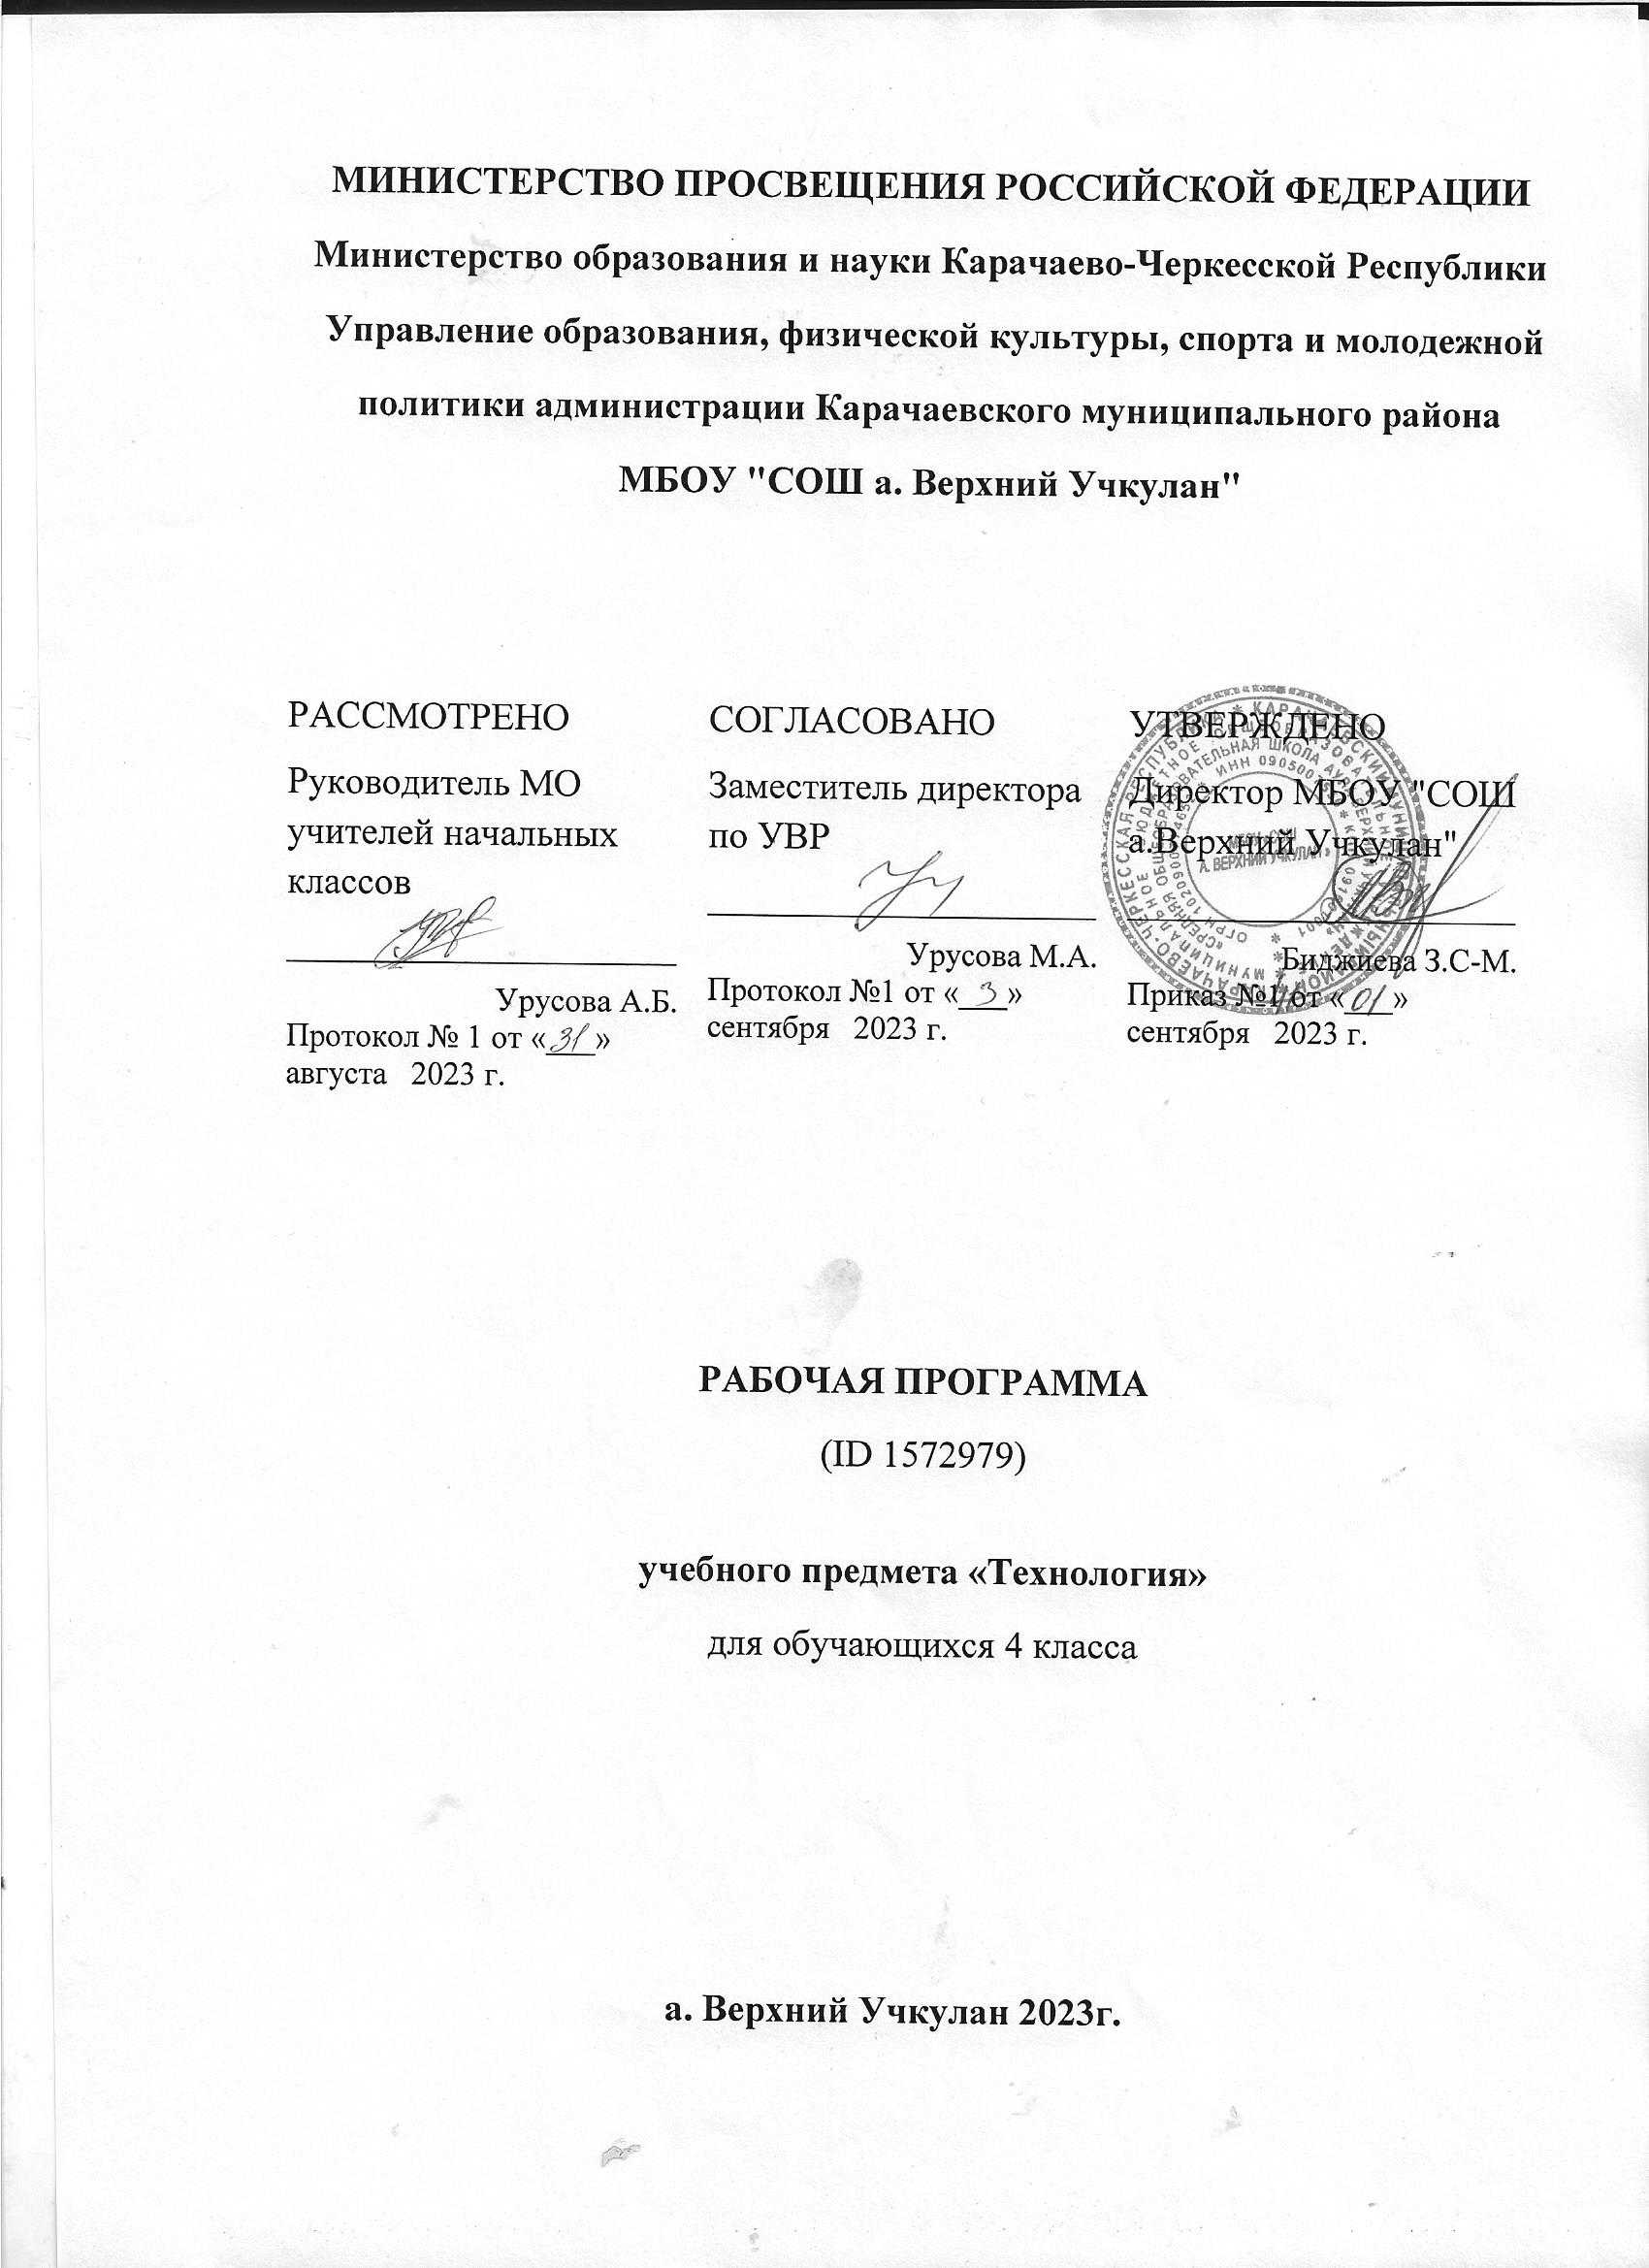 МИНИСТЕРСТВО ПРОСВЕЩЕНИЯ РОССИЙСКОЙ ФЕДЕРАЦИИ
Министерство образования и науки Карачаево-Черкесской Республики
Управление образования, физической культуры, спорта и молодежной
политики администрации Карачаевского муниципального района
МБОУ "СОШ а. Верхний Учкулан"
РАССМОТРЕНО
Руководитель МО
учителей начальных
классов
Урусова А.Б.
Протокол № 1 от «31»
августа 2023 г.
СОГЛАСОВАНО
Заместитель директора
по УВР
Урусова М.А.
Протокол №1 от «3»
сентября 2023 г.
УТВЕРЖДЕНО
Директор МБОУ "СОШ
а.Верхний Учкулан"
Биджиева З.С-М.
Приказ от «01»
сентября 2023 г.
А. ВЕРХНИЙ УЧКУЛАН
РАБОЧАЯ ПРОГРАММА
(ID 1572979)
учебного предмета «Технология»
для обучающихся 4 класса
а. Верхний Учкулан 2023г.